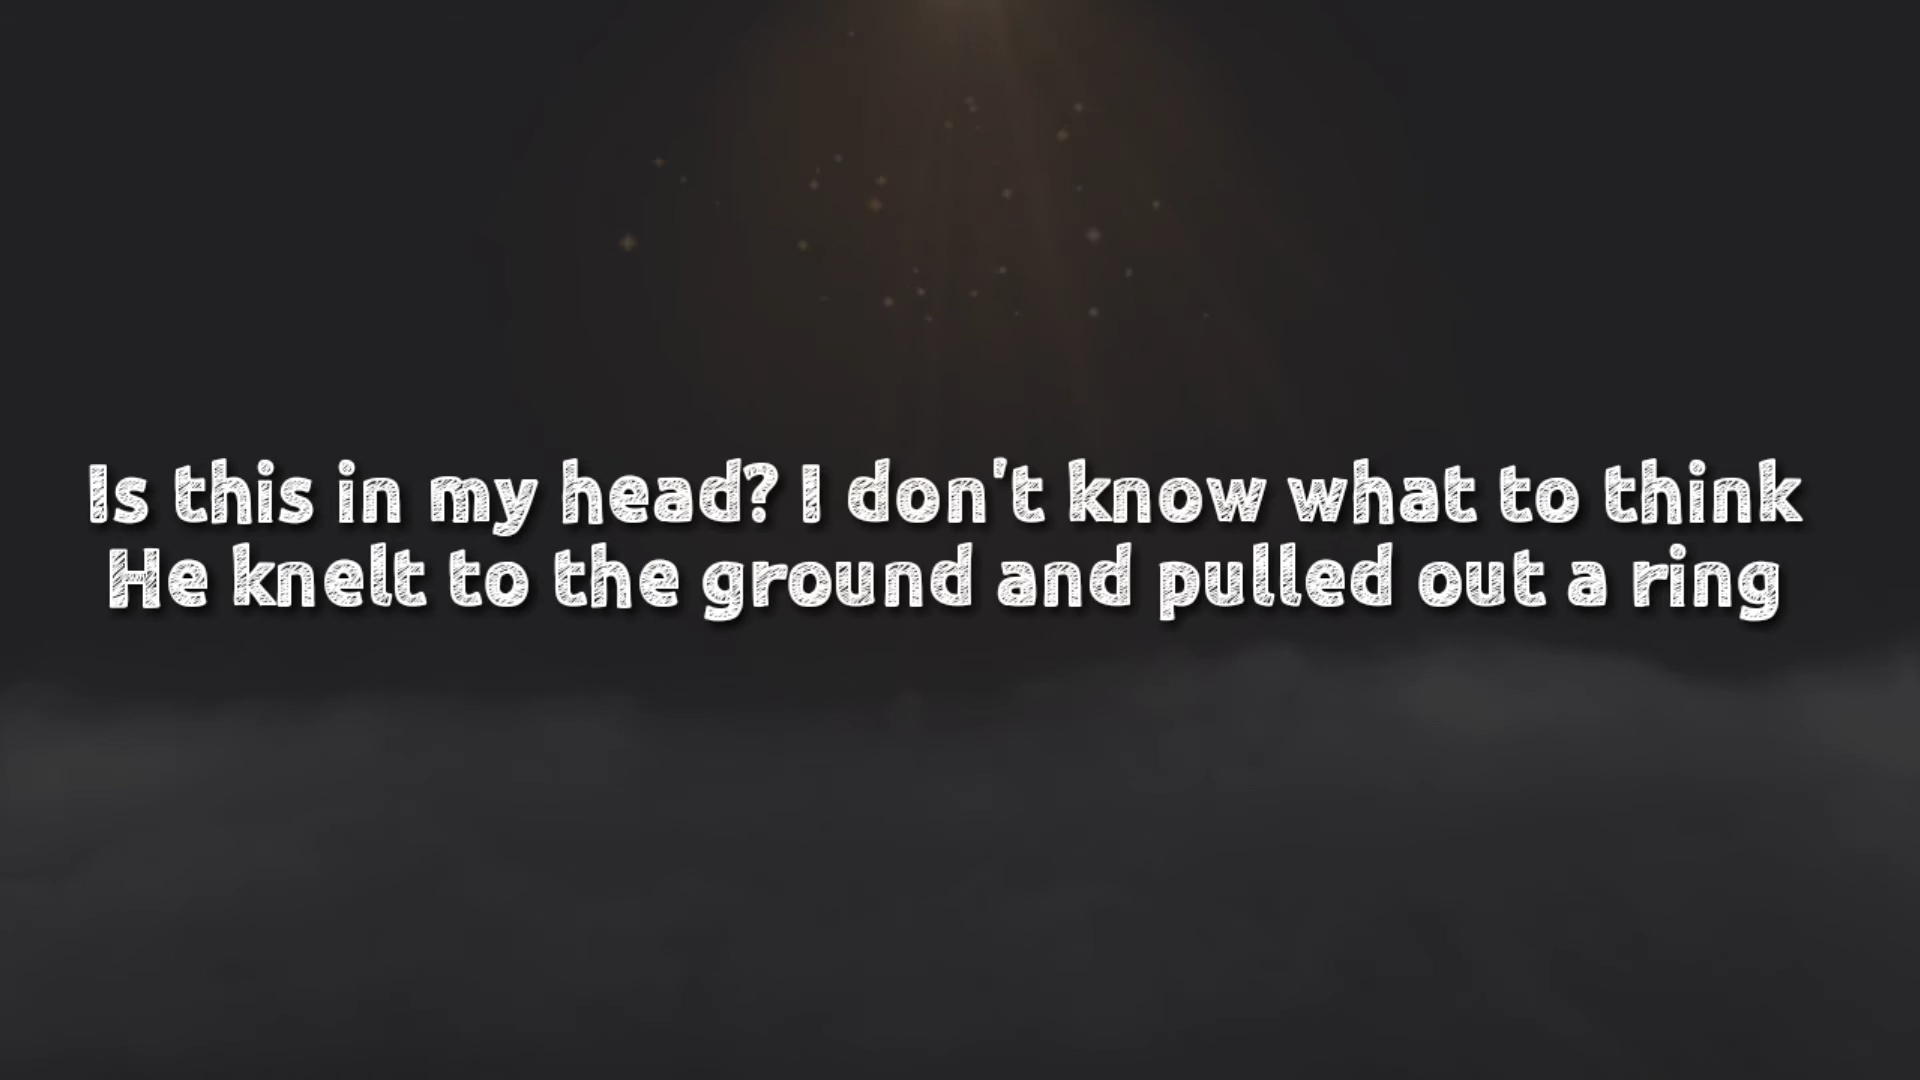 Is this in my head? I don't know what to think
He knelt to the ground and pulled out a ring